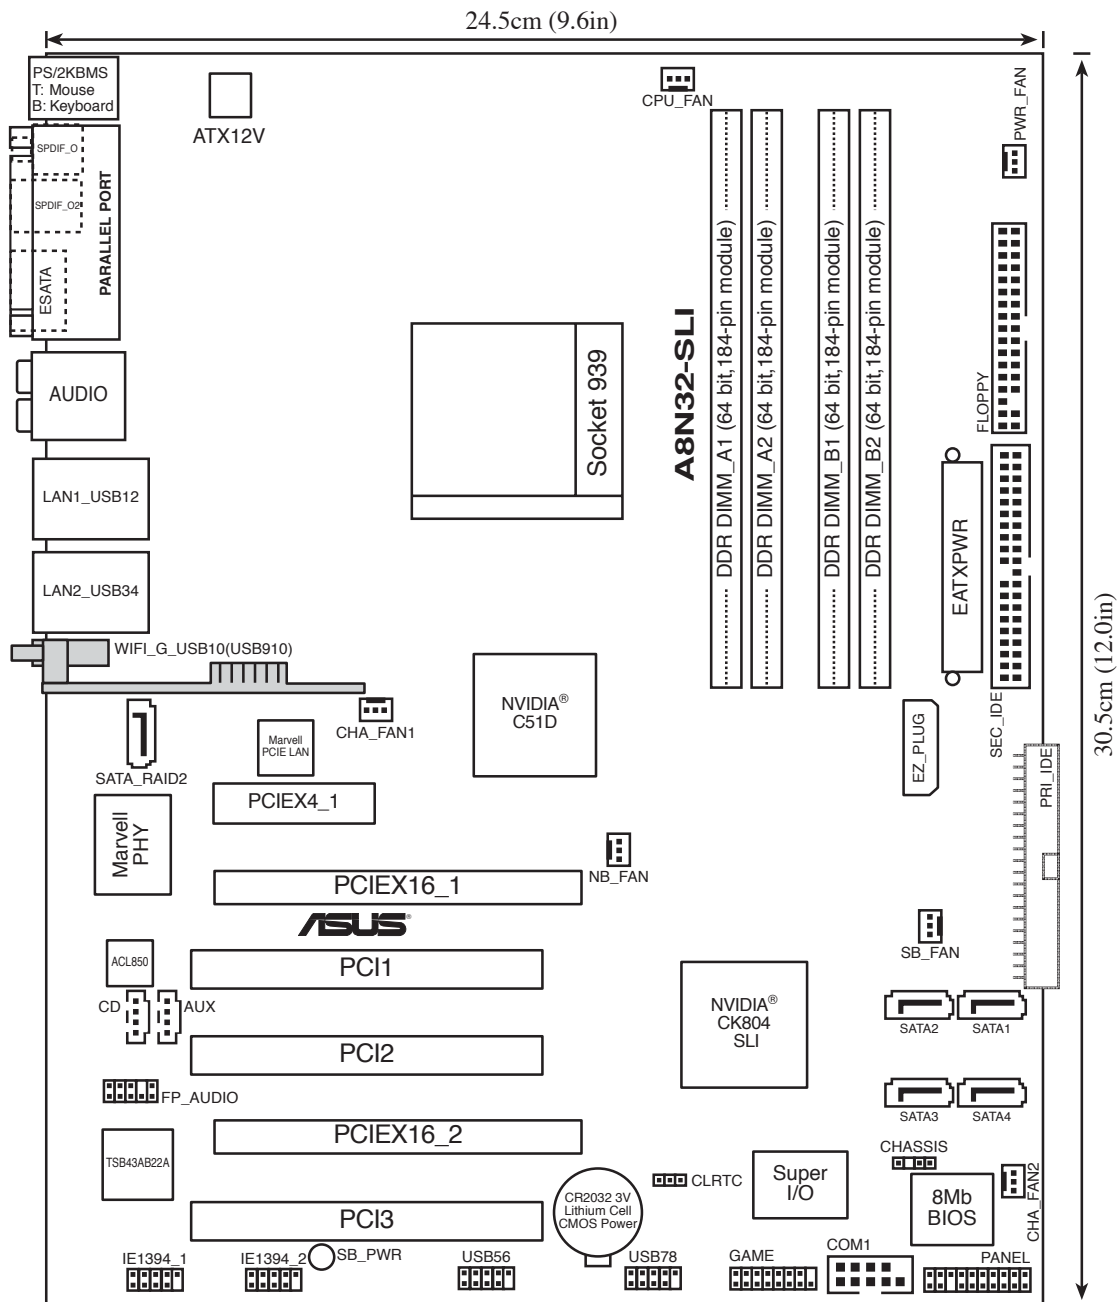 24.5cm (9.6in)
PS/2KBMS
T: Mouse
B: Keyboard
ATX12V
CPU_FAN
PWR_FAN
SPDIF_O
SPDIF_O2
ESATA
PARALLEL PORT
AUDIO
LAN1_USB12
LAN2_USB34
Socket 939
A8N32-SLI
DDR DIMM_A1 (64 bit,184-pin module)
DDR DIMM_A2 (64 bit,184-pin module)
DDR DIMM_B1 (64 bit,184-pin module)
DDR DIMM_B2 (64 bit,184-pin module)
FLOPPY
EATXPWR
SEC_IDE
30.5cm (12.0in)
WIFI_G_USB10(USB910)
SATA_RAID2
Marvell
PCIE LAN
CHA_FAN1
NVIDIA®
C51D
EZ_PLUG
PRI_IDE
PCIEX4_1
Marvell
PHY
NB_FAN
PCIEX16_1
ASUS®
SB_FAN
ACL850
PCI1
CD
AUX
NVIDIA®
CK804
SLI
SATA2
SATA1
PCI2
FP_AUDIO
SATA3
SATA4
PCIEX16_2
TSB43AB22A
CHASSIS
CLRTC
Super
I/O
8Mb
BIOS
CHA_FAN2
CR2032 3V
Lithium Cell
CMOS Power
PCI3
IE1394_1
IE1394_2
SB_PWR
USB56
USB78
GAME
COM1
PANEL